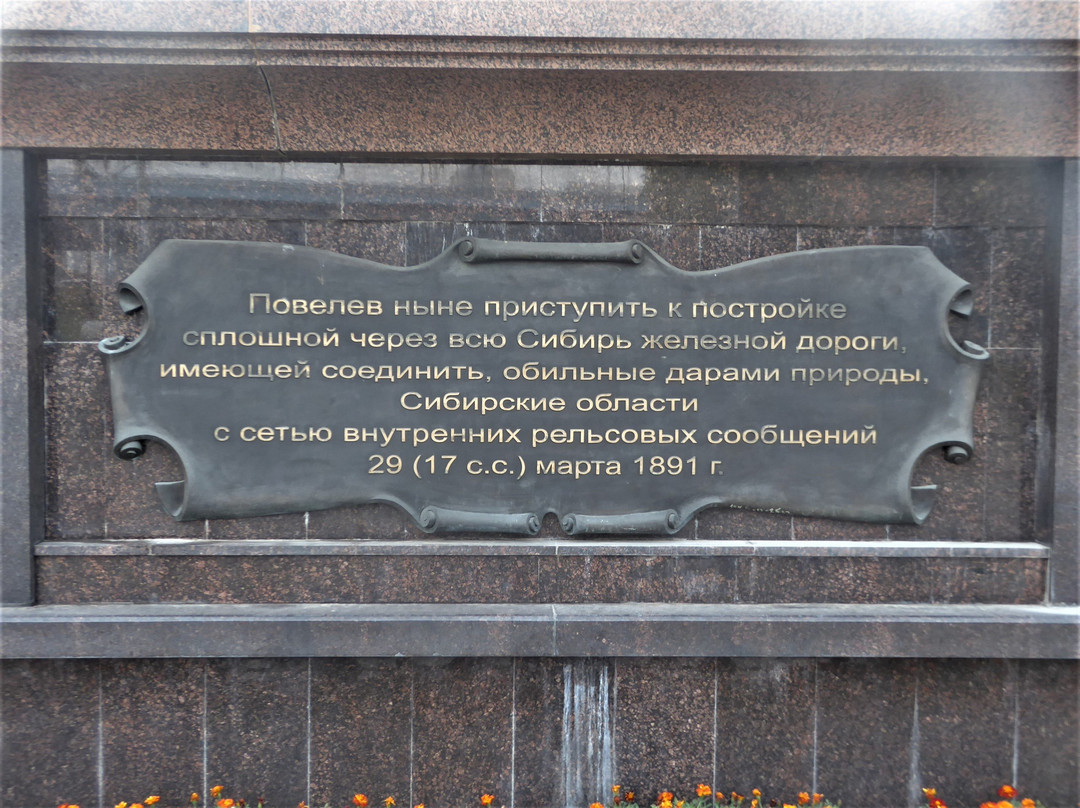 Повелев ныне приступить к постройке
сплошной через всю Сибирь железной дороги,
имеющей соединить, обильные дарами природы,
Сибирские области
с сетью внутренних рельсовых сообщений
29 (17 с.с.) марта 1891 г.